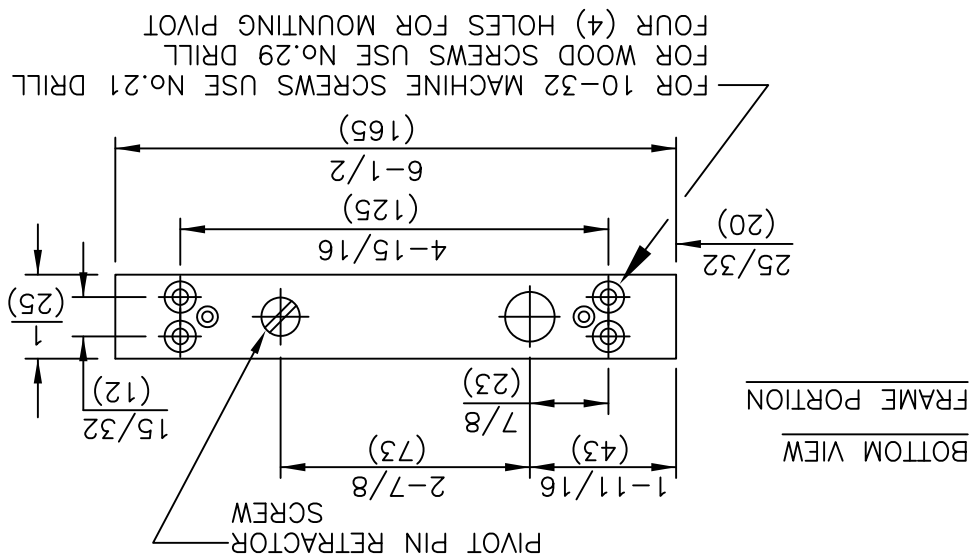 PIVOT PIN RETRACTOR
SCREW
1-11/16
(43)
2-7/8
(73)
BOTTOM VIEW
FRAME PORTION
7/8
(23)
15/32
(12)
1
(25)
25/32
(20)
4-15/16
(125)
6-1/2
(165)
FOR 10-32 MACHINE SCREWS USE No.21 DRILL
FOR WOOD SCREWS USE No.29 DRILL
FOUR (4) HOLES FOR MOUNTING PIVOT